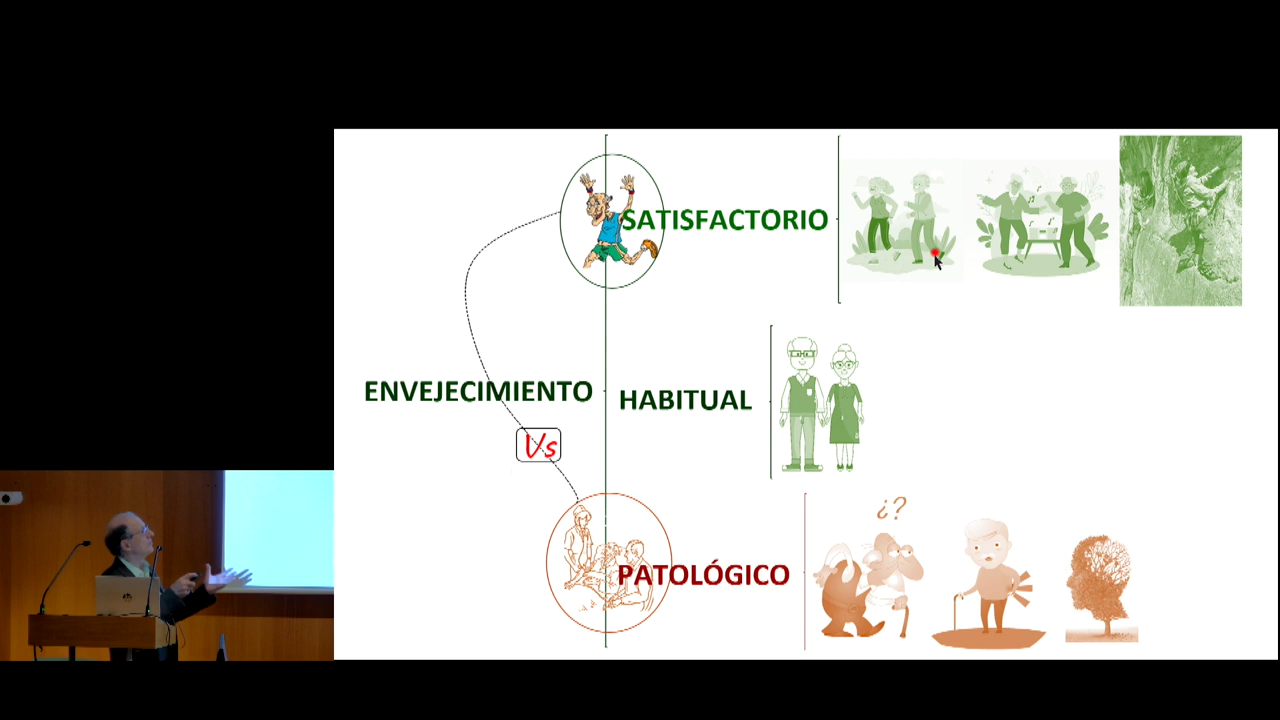 SATISFACTORIO
ENVEJECIMIENTO
HABITUAL
Vs
¿?
PATOLÓGICO